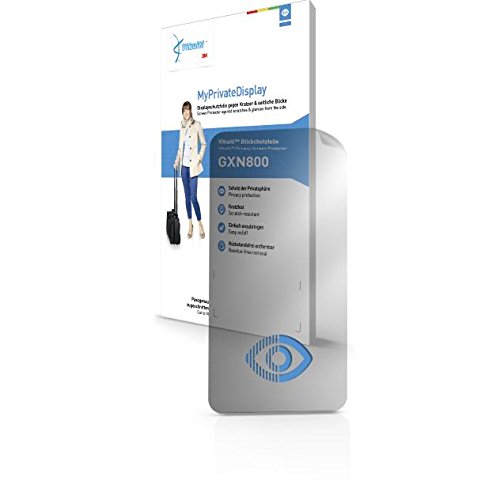 3M
MyPrivateDisplay
Displayschutzfolie gegen Kratzer & seitliche Blicke
Screen Protector against scratches & glances from the side
Vikuiti™ Blickschutzfolie
Vikuiti™ Privacy Screen Protector
GXN800
Schutz der Privatsphäre
Privacy protection
Kratzfest
Scratch resistant
Einfach anzubringen
Easy on/off
Rückstandsfrei entfernbar
Residue-free removal